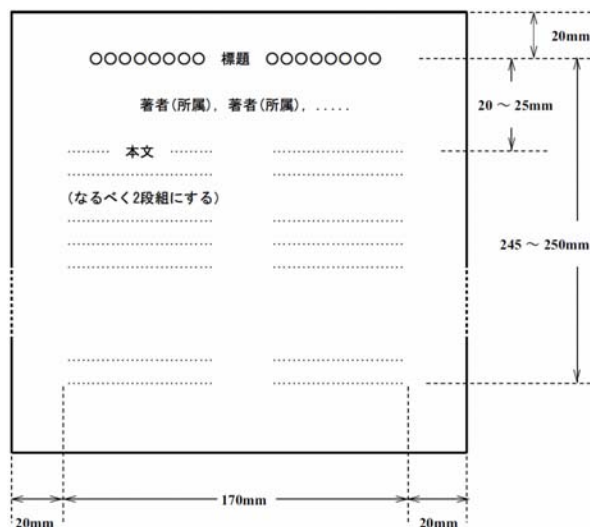 ○○○○○○○○ 標題 ○○○○○○○○
著者(所属), 著者(所属), .....
本文
(なるべく2段組にする)
20mm
20 ～ 25mm
245 ～ 250mm
20mm
170mm
20mm